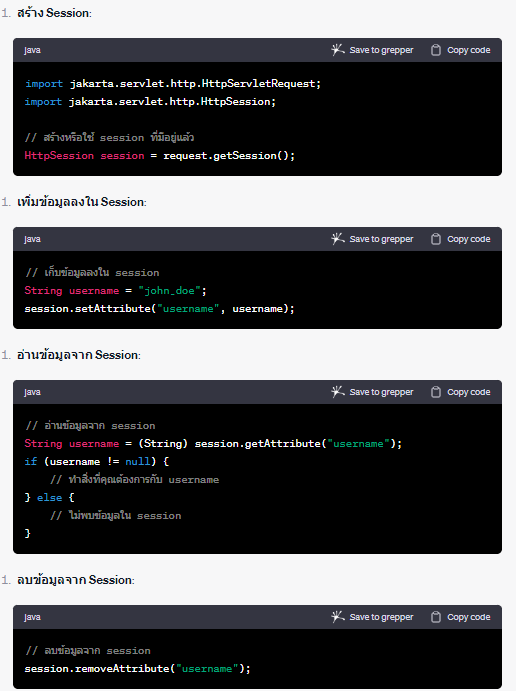 1. สร้าง Session:
java Save to grepper Copy code
import jakarta.servlet.http.HttpServletRequest;
import jakarta.servlet.http.HttpSession;
// สร้างหรือใช้ session ที่มีอยู่แล้ว
HttpSession session = request.getSession();
1. เพิ่มข้อมูลลงใน Session:
java Save to grepper Copy code
// เก็บข้อมูลลงใน session
String username = "john_doe";
session.setAttribute("username", username);
1. อ่านข้อมูลจาก Session:
java Save to grepper Copy code
// อ่านข้อมูลจาก session
String username = (String) session.getAttribute("username");
if (username != null) {
// ทำสิ่งที่คุณต้องการกับ username
} else {
// ไม่พบข้อมูลใน session
}
1. ลบข้อมูลจาก Session:
java Save to grepper Copy code
// ลบข้อมูลจาก session
session.removeAttribute("username");